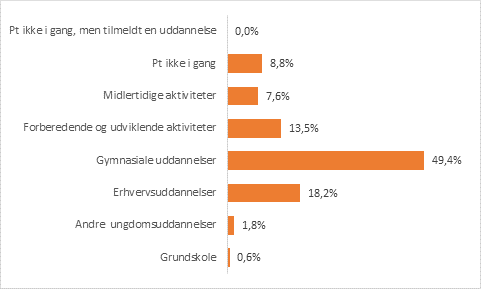 Pt ikke i gang, men tilmeldt en uddannelse 0,0%
Pt ikke i gang 8,8%
Midlertidige aktiviteter 7,6%
Forberedende og udviklende aktiviteter 13,5%
Gymnasiale uddannelser 49,4%
Erhvervsuddannelser 18,2%
Andre ungdomsuddannelser 1,8%
Grundskole 0,6%